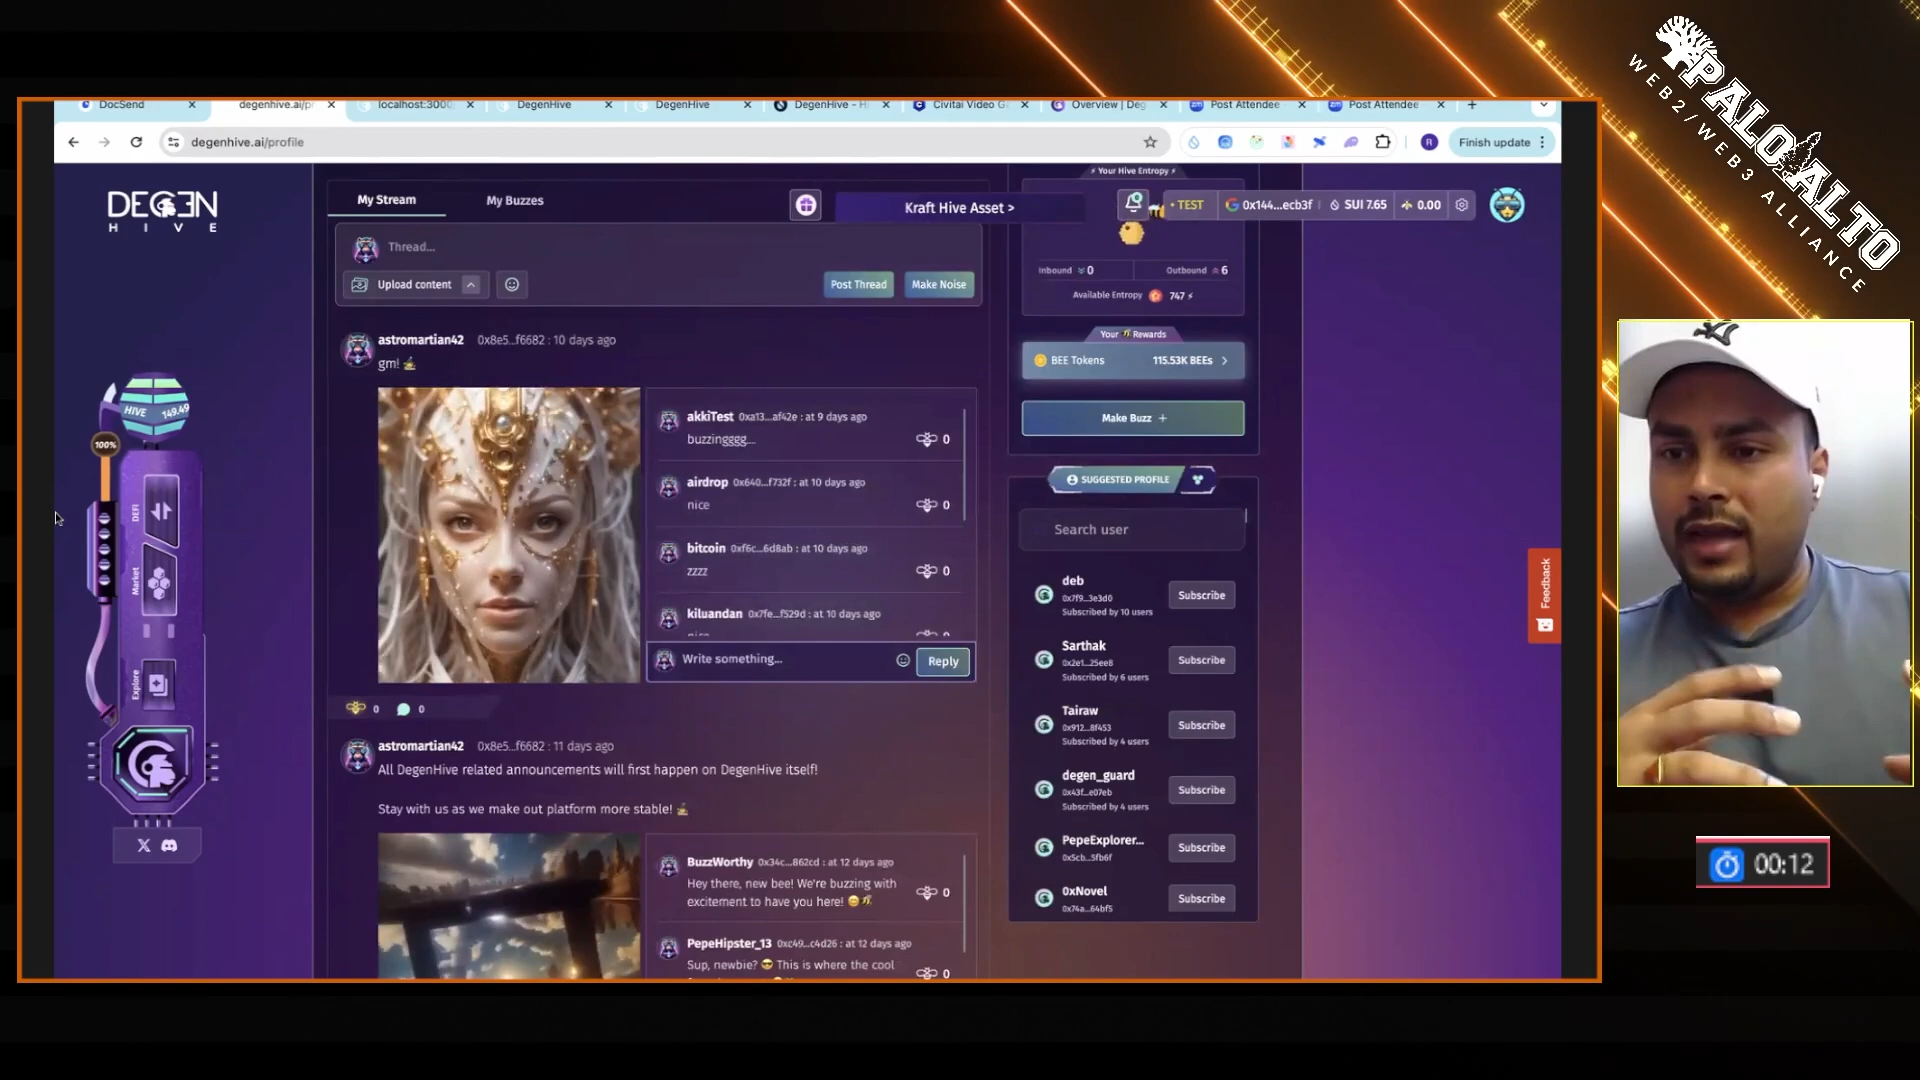 DocSend
degenhive.ai/pr
localhost:3000
DegenHive
DegenHive
DegenHive - H
Civitai Video G
Overview | Deg
Post Attendee
Post Attendee
degenhive.ai/profile
R
Finish update
DEGEN
HIVE
My Stream
My Buzzes
Kraft Hive Asset >
⚡ Your Hive Entropy ⚡
• TEST
0x144...ecb3f
SUI 7.65
0.00
Thread...
Upload content
Post Thread
Make Noise
Inbound 0
Outbound 6
Available Entropy 747 ⚡
Your 🐝 Rewards
BEE Tokens 115.53K BEEs >
Make Buzz +
astromartian42 0x8e5...f6682 : 10 days ago
gm!
akkiTest 0xa13...af42e : at 9 days ago
buzzingggg...
0
airdrop 0x640...f732f : at 10 days ago
nice
0
bitcoin 0xf6c...6d8ab : at 10 days ago
zzzz
0
kiluandan 0x7fe...f529d : at 10 days ago
Write something...
Reply
0 0
astromartian42 0x8e5...f6682 : 11 days ago
All DegenHive related announcements will first happen on DegenHive itself!
Stay with us as we make out platform more stable!
BuzzWorthy 0x34c...862cd : at 12 days ago
Hey there, new bee! We're buzzing with
excitement to have you here! 😊🐝
0
PepeHipster_13 0xc49...c4d26 : at 12 days ago
Sup, newbie? 😎 This is where the cool
0
SUGGESTED PROFILE
Search user
deb
0x7f9...3e3d0
Subscribed by 10 users
Subscribe
Sarthak
0x2e1...25ee8
Subscribed by 6 users
Subscribe
Tairaw
0x912...8f453
Subscribed by 4 users
Subscribe
degen_guard
0x43f...e07eb
Subscribed by 4 users
Subscribe
PepeExplorer...
0x5cb...5fb6f
Subscribe
0xNovel
0x74a...64bf5
Subscribe
HIVE 149.49
100%
DEFI
Market
Explore
Feedback
PALO ALTO
WEB2/WEB3 ALLIANCE
00:12